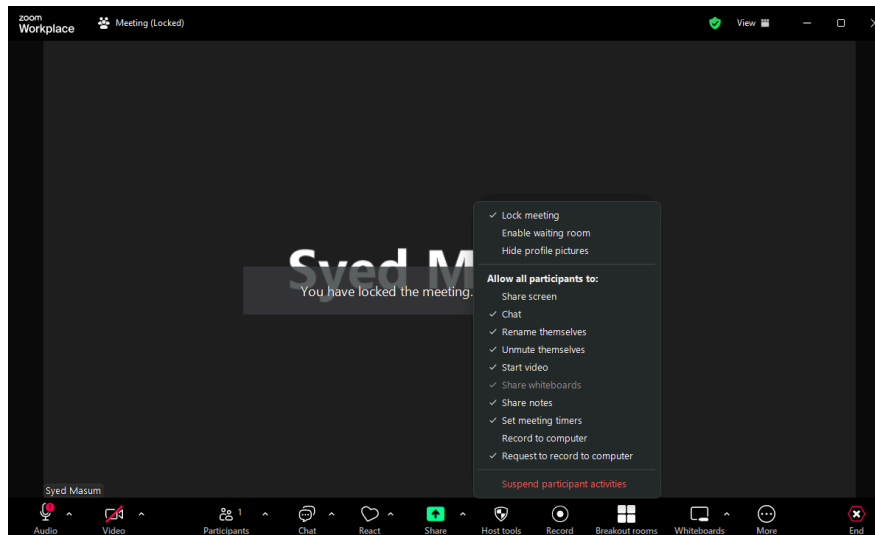 zoom
Workplace
Meeting (Locked)
View
Syed M
You have locked the meeting.
Lock meeting
Enable waiting room
Hide profile pictures
Allow all participants to:
Share screen
Chat
Rename themselves
Unmute themselves
Start video
Share whiteboards
Share notes
Set meeting timers
Record to computer
Request to record to computer
Suspend participant activities
Syed Masum
1
Audio
Video
Participants
Chat
React
Share
Host tools
Record
Breakout rooms
Whiteboards
More
End